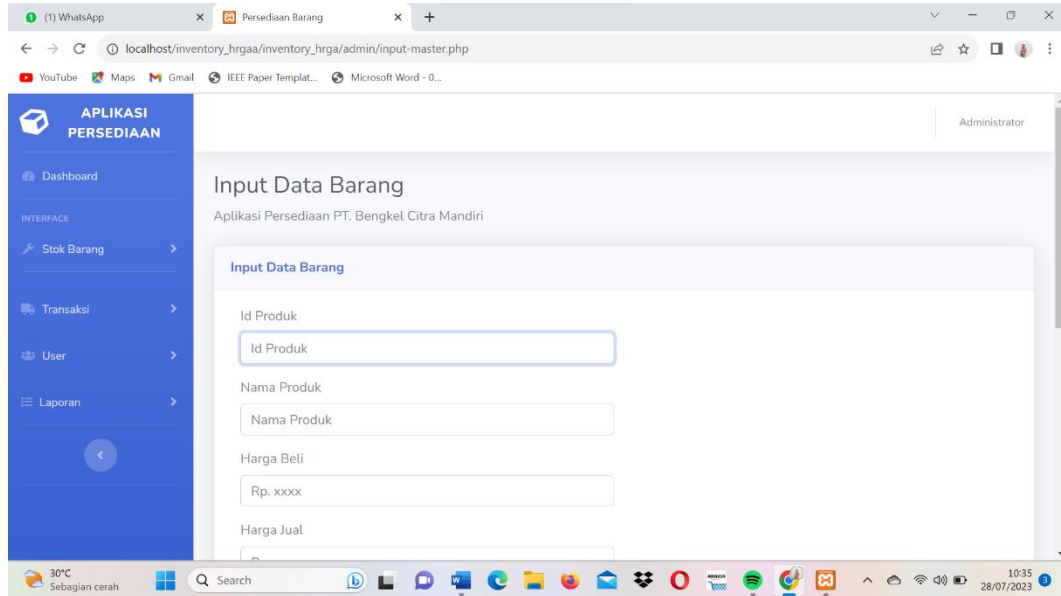 (1) WhatsApp
Persediaan Barang
localhost/inventory_hrgaa/inventory_hrga/admin/input-master.php
YouTube Maps Gmail IEEE Paper Templat... Microsoft Word - 0...
APLIKASI
PERSEDIAAN
Administrator
Dashboard
INTERFACE
Stok Barang
Transaksi
User
Laporan
Input Data Barang
Aplikasi Persediaan PT. Bengkel Citra Mandiri
Input Data Barang
Id Produk
Id Produk
Nama Produk
Nama Produk
Harga Beli
Rp. xxxx
Harga Jual
30°C
Sebagian cerah
Search
10:35
28/07/2023
3